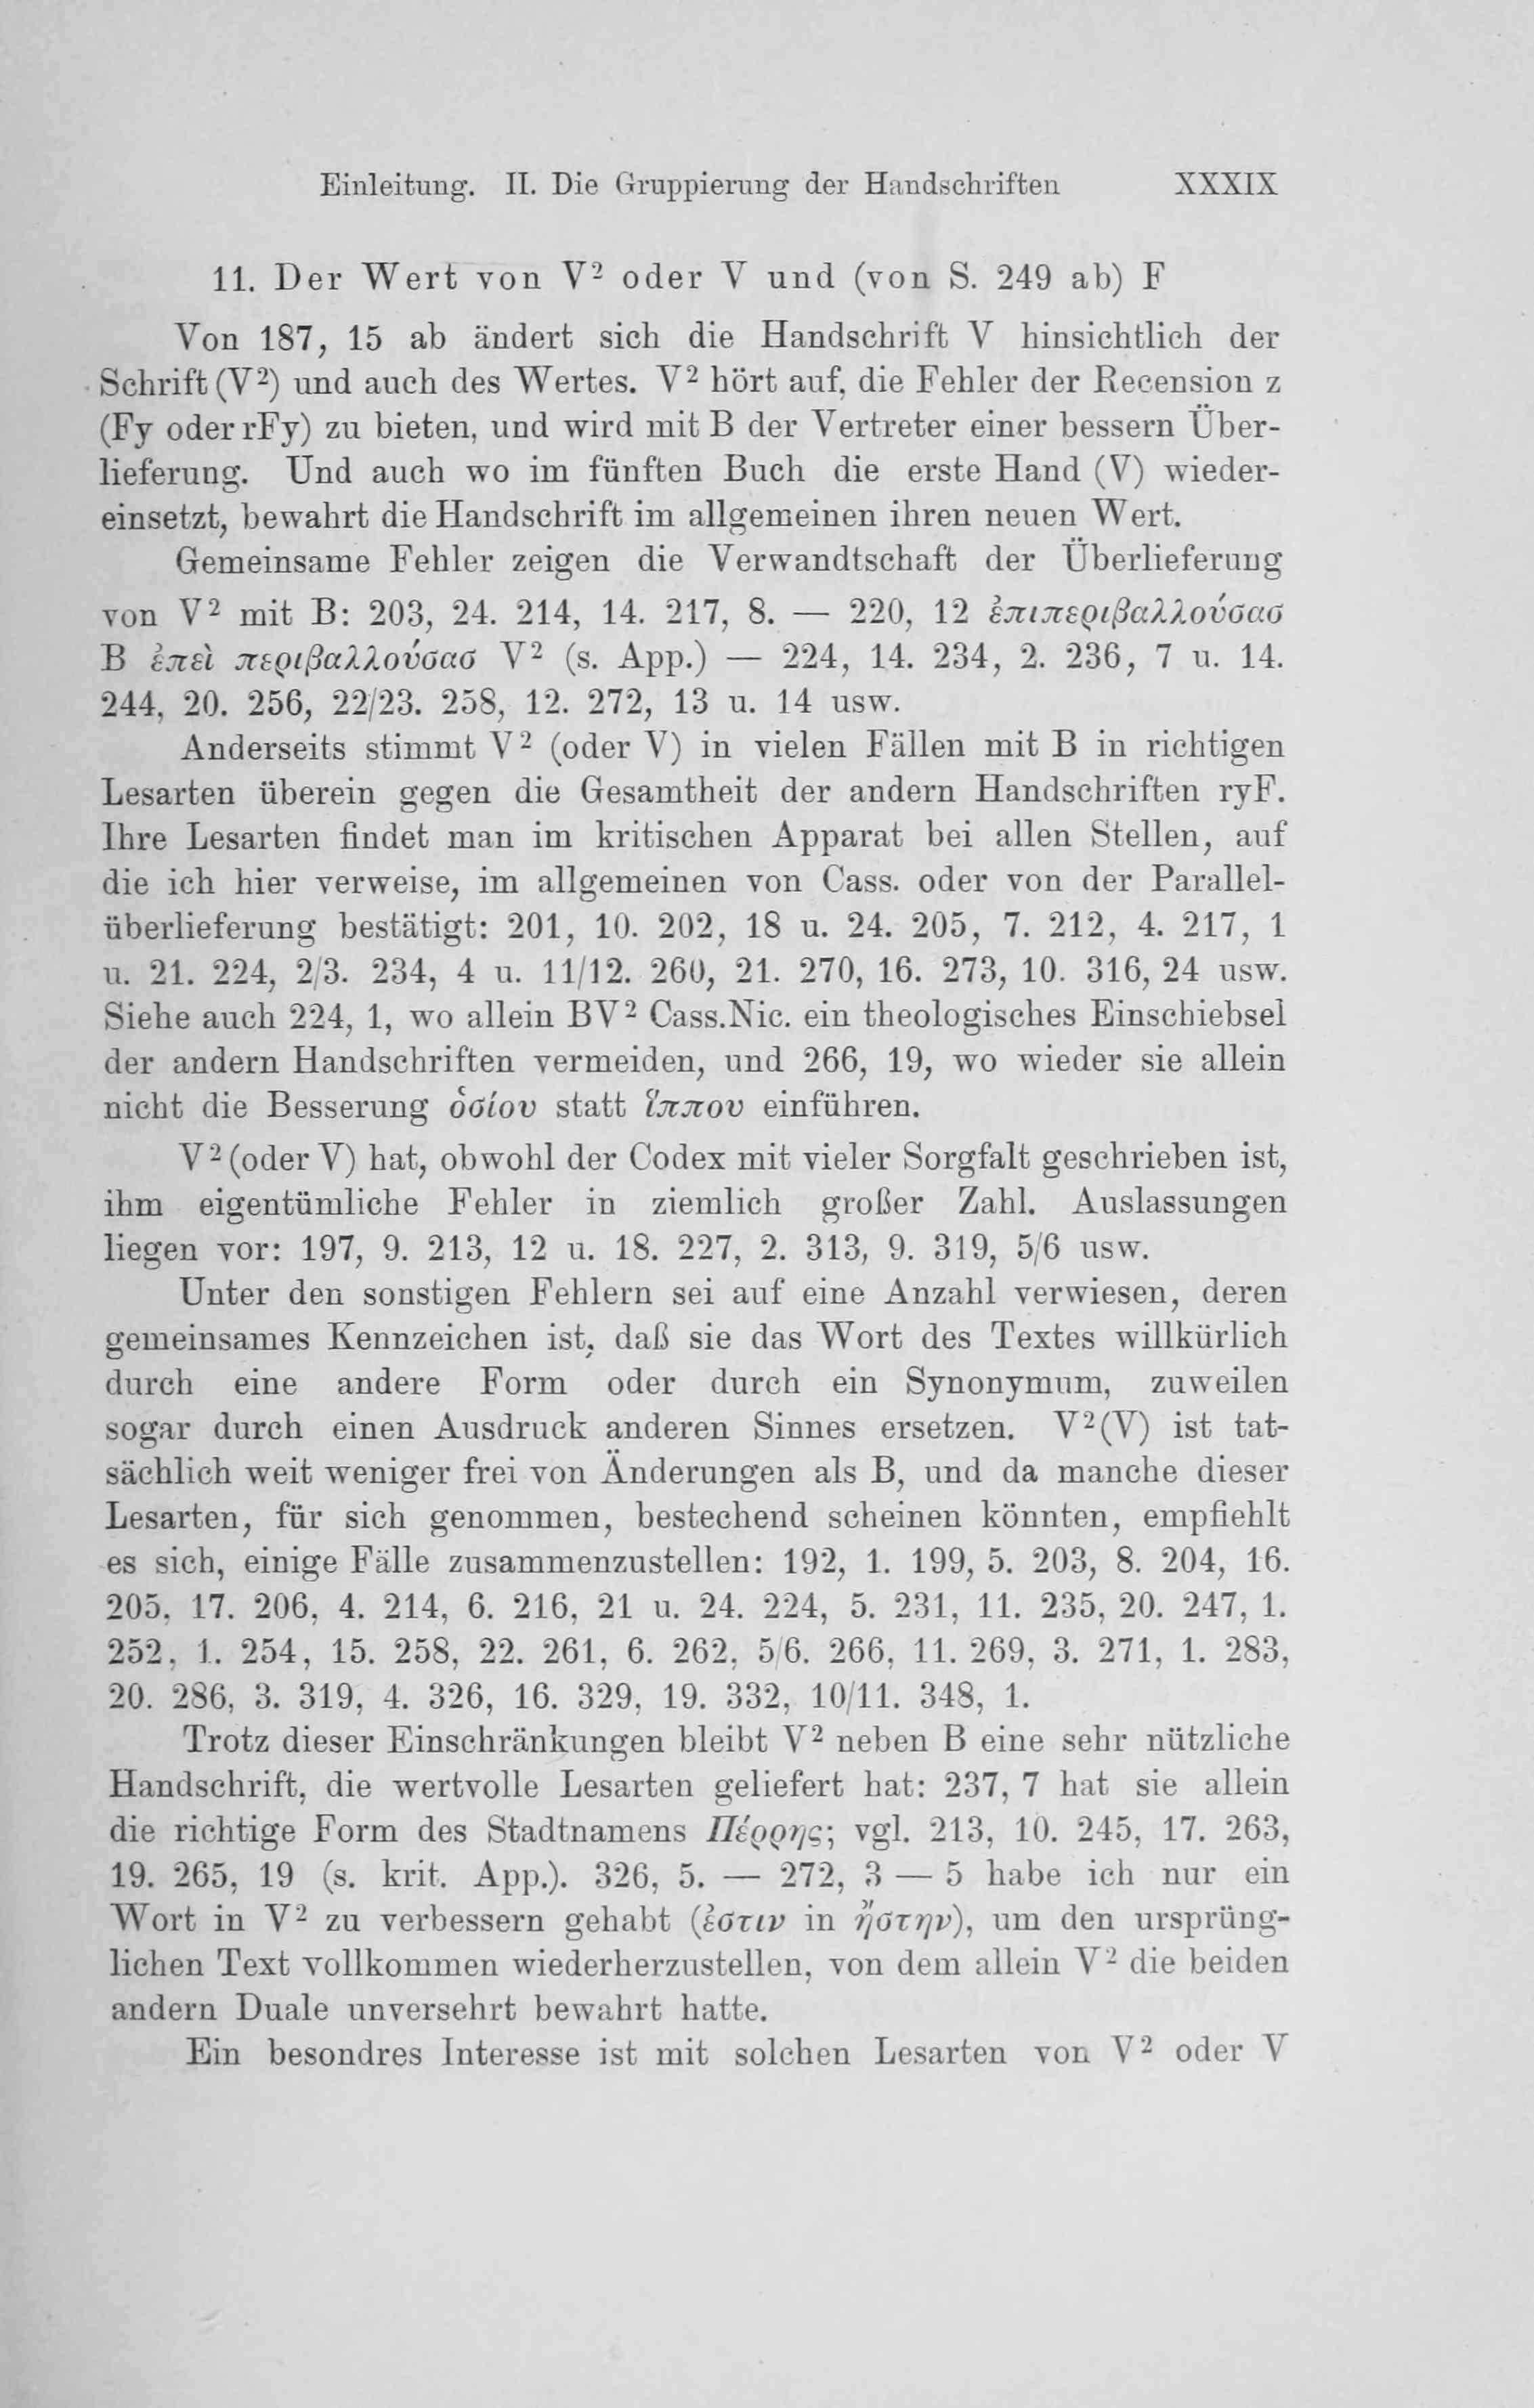 Einleitung. II. Die Gruppierung der Handschriften XXXIX
11. Der Wert von V² oder V und (von S. 249 ab) F
Von 187, 15 ab ändert sich die Handschrift V hinsichtlich der
Schrift (V²) und auch des Wertes. V² hört auf, die Fehler der Recension z
(Fy oder rFy) zu bieten, und wird mit B der Vertreter einer bessern Über-
lieferung. Und auch wo im fünften Buch die erste Hand (V) wieder-
einsetzt, bewahrt die Handschrift im allgemeinen ihren neuen Wert.
Gemeinsame Fehler zeigen die Verwandtschaft der Überlieferung
von V² mit B: 203, 24. 214, 14. 217, 8. — 220, 12 ἐπιπεριβαλλούσασ
B ἐπεὶ περιβαλλούσασ V² (s. App.) — 224, 14. 234, 2. 236, 7 u. 14.
244, 20. 256, 22/23. 258, 12. 272, 13 u. 14 usw.
Anderseits stimmt V² (oder V) in vielen Fällen mit B in richtigen
Lesarten überein gegen die Gesamtheit der andern Handschriften ryF.
Ihre Lesarten findet man im kritischen Apparat bei allen Stellen, auf
die ich hier verweise, im allgemeinen von Cass. oder von der Parallel-
überlieferung bestätigt: 201, 10. 202, 18 u. 24. 205, 7. 212, 4. 217, 1
u. 21. 224, 2/3. 234, 4 u. 11/12. 260, 21. 270, 16. 273, 10. 316, 24 usw.
Siehe auch 224, 1, wo allein BV² Cass.Nic. ein theologisches Einschiebsel
der andern Handschriften vermeiden, und 266, 19, wo wieder sie allein
nicht die Besserung ὁσίου statt ἵππου einführen.
V² (oder V) hat, obwohl der Codex mit vieler Sorgfalt geschrieben ist,
ihm eigentümliche Fehler in ziemlich großer Zahl. Auslassungen
liegen vor: 197, 9. 213, 12 u. 18. 227, 2. 313, 9. 319, 5/6 usw.
Unter den sonstigen Fehlern sei auf eine Anzahl verwiesen, deren
gemeinsames Kennzeichen ist, daß sie das Wort des Textes willkürlich
durch eine andere Form oder durch ein Synonymum, zuweilen
sogar durch einen Ausdruck anderen Sinnes ersetzen. V²(V) ist tat-
sächlich weit weniger frei von Änderungen als B, und da manche dieser
Lesarten, für sich genommen, bestechend scheinen könnten, empfiehlt
es sich, einige Fälle zusammenzustellen: 192, 1. 199, 5. 203, 8. 204, 16.
205, 17. 206, 4. 214, 6. 216, 21 u. 24. 224, 5. 231, 11. 235, 20. 247, 1.
252, 1. 254, 15. 258, 22. 261, 6. 262, 5/6. 266, 11. 269, 3. 271, 1. 283,
20. 286, 3. 319, 4. 326, 16. 329, 19. 332, 10/11. 348, 1.
Trotz dieser Einschränkungen bleibt V² neben B eine sehr nützliche
Handschrift, die wertvolle Lesarten geliefert hat: 237, 7 hat sie allein
die richtige Form des Stadtnamens Πέρρης; vgl. 213, 10. 245, 17. 263,
19. 265, 19 (s. krit. App.). 326, 5. — 272, 3 — 5 habe ich nur ein
Wort in V² zu verbessern gehabt (ἐστιν in ἤστην), um den ursprüng-
lichen Text vollkommen wiederherzustellen, von dem allein V² die beiden
andern Duale unversehrt bewahrt hatte.
Ein besondres Interesse ist mit solchen Lesarten von V² oder V